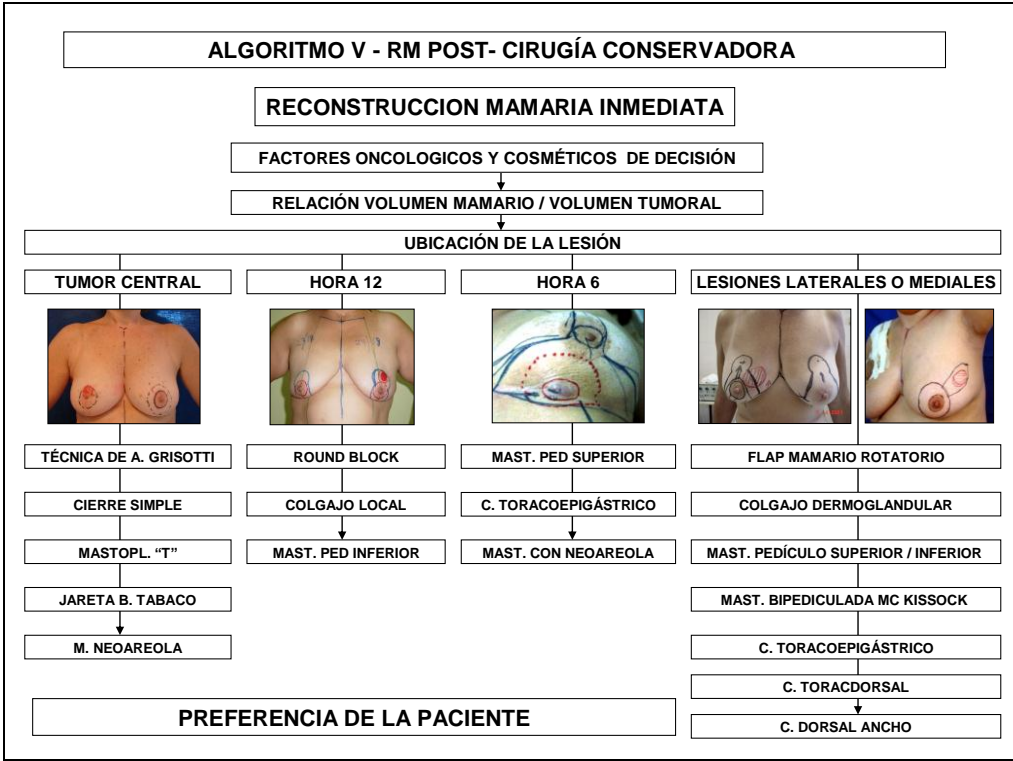 ALGORITMO V - RM POST- CIRUGÍA CONSERVADORA
RECONSTRUCCION MAMARIA INMEDIATA
FACTORES ONCOLOGICOS Y COSMÉTICOS DE DECISIÓN
RELACIÓN VOLUMEN MAMARIO / VOLUMEN TUMORAL
UBICACIÓN DE LA LESIÓN
TUMOR CENTRAL
TÉCNICA DE A. GRISOTTI
CIERRE SIMPLE
MASTOPL. “T”
JARETA B. TABACO
M. NEOAREOLA
HORA 12
ROUND BLOCK
COLGAJO LOCAL
MAST. PED INFERIOR
HORA 6
MAST. PED SUPERIOR
C. TORACOEPIGÁSTRICO
MAST. CON NEOAREOLA
LESIONES LATERALES O MEDIALES
FLAP MAMARIO ROTATORIO
COLGAJO DERMOGLANDULAR
MAST. PEDÍCULO SUPERIOR / INFERIOR
MAST. BIPEDICULADA MC KISSOCK
C. TORACOEPIGÁSTRICO
C. TORACDORSAL
C. DORSAL ANCHO
PREFERENCIA DE LA PACIENTE